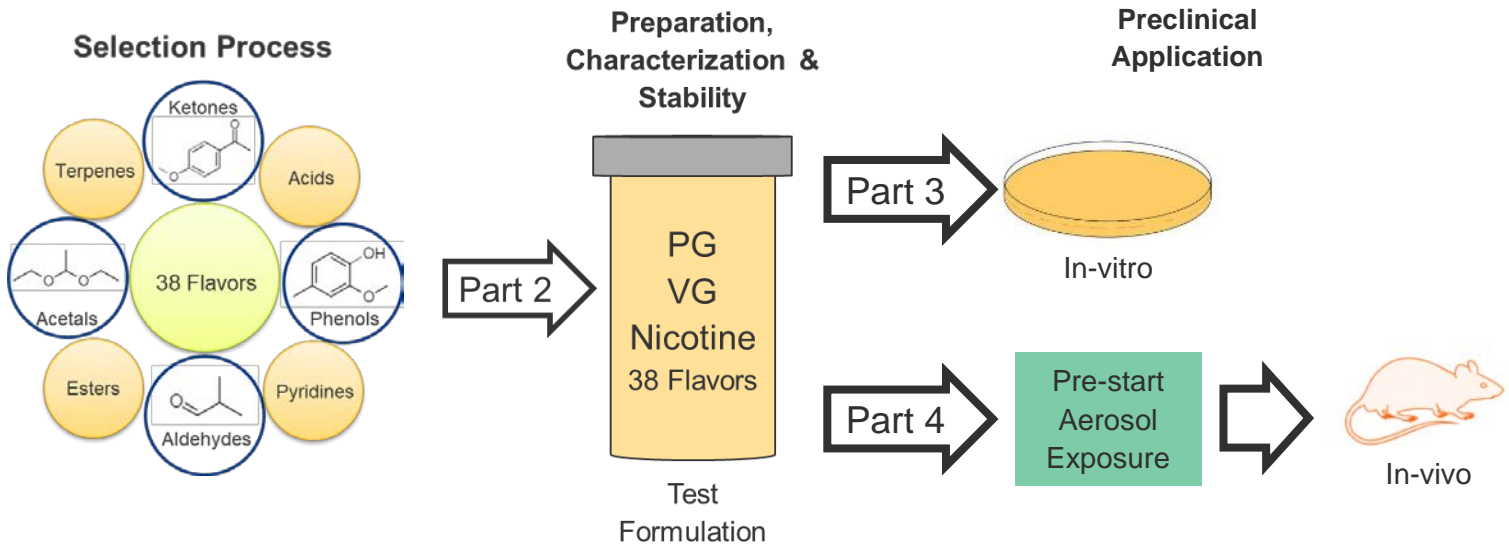 Selection Process
Ketones
O
O
Terpenes
Acids
O
O
Acetals
38 Flavors
OH
O
Phenols
Esters
O
Aldehydes
Pyridines
Part 2
Preparation,
Characterization &
Stability
PG
VG
Nicotine
38 Flavors
Test
Formulation
Preclinical
Application
Part 3
In-vitro
Part 4
Pre-start
Aerosol
Exposure
In-vivo